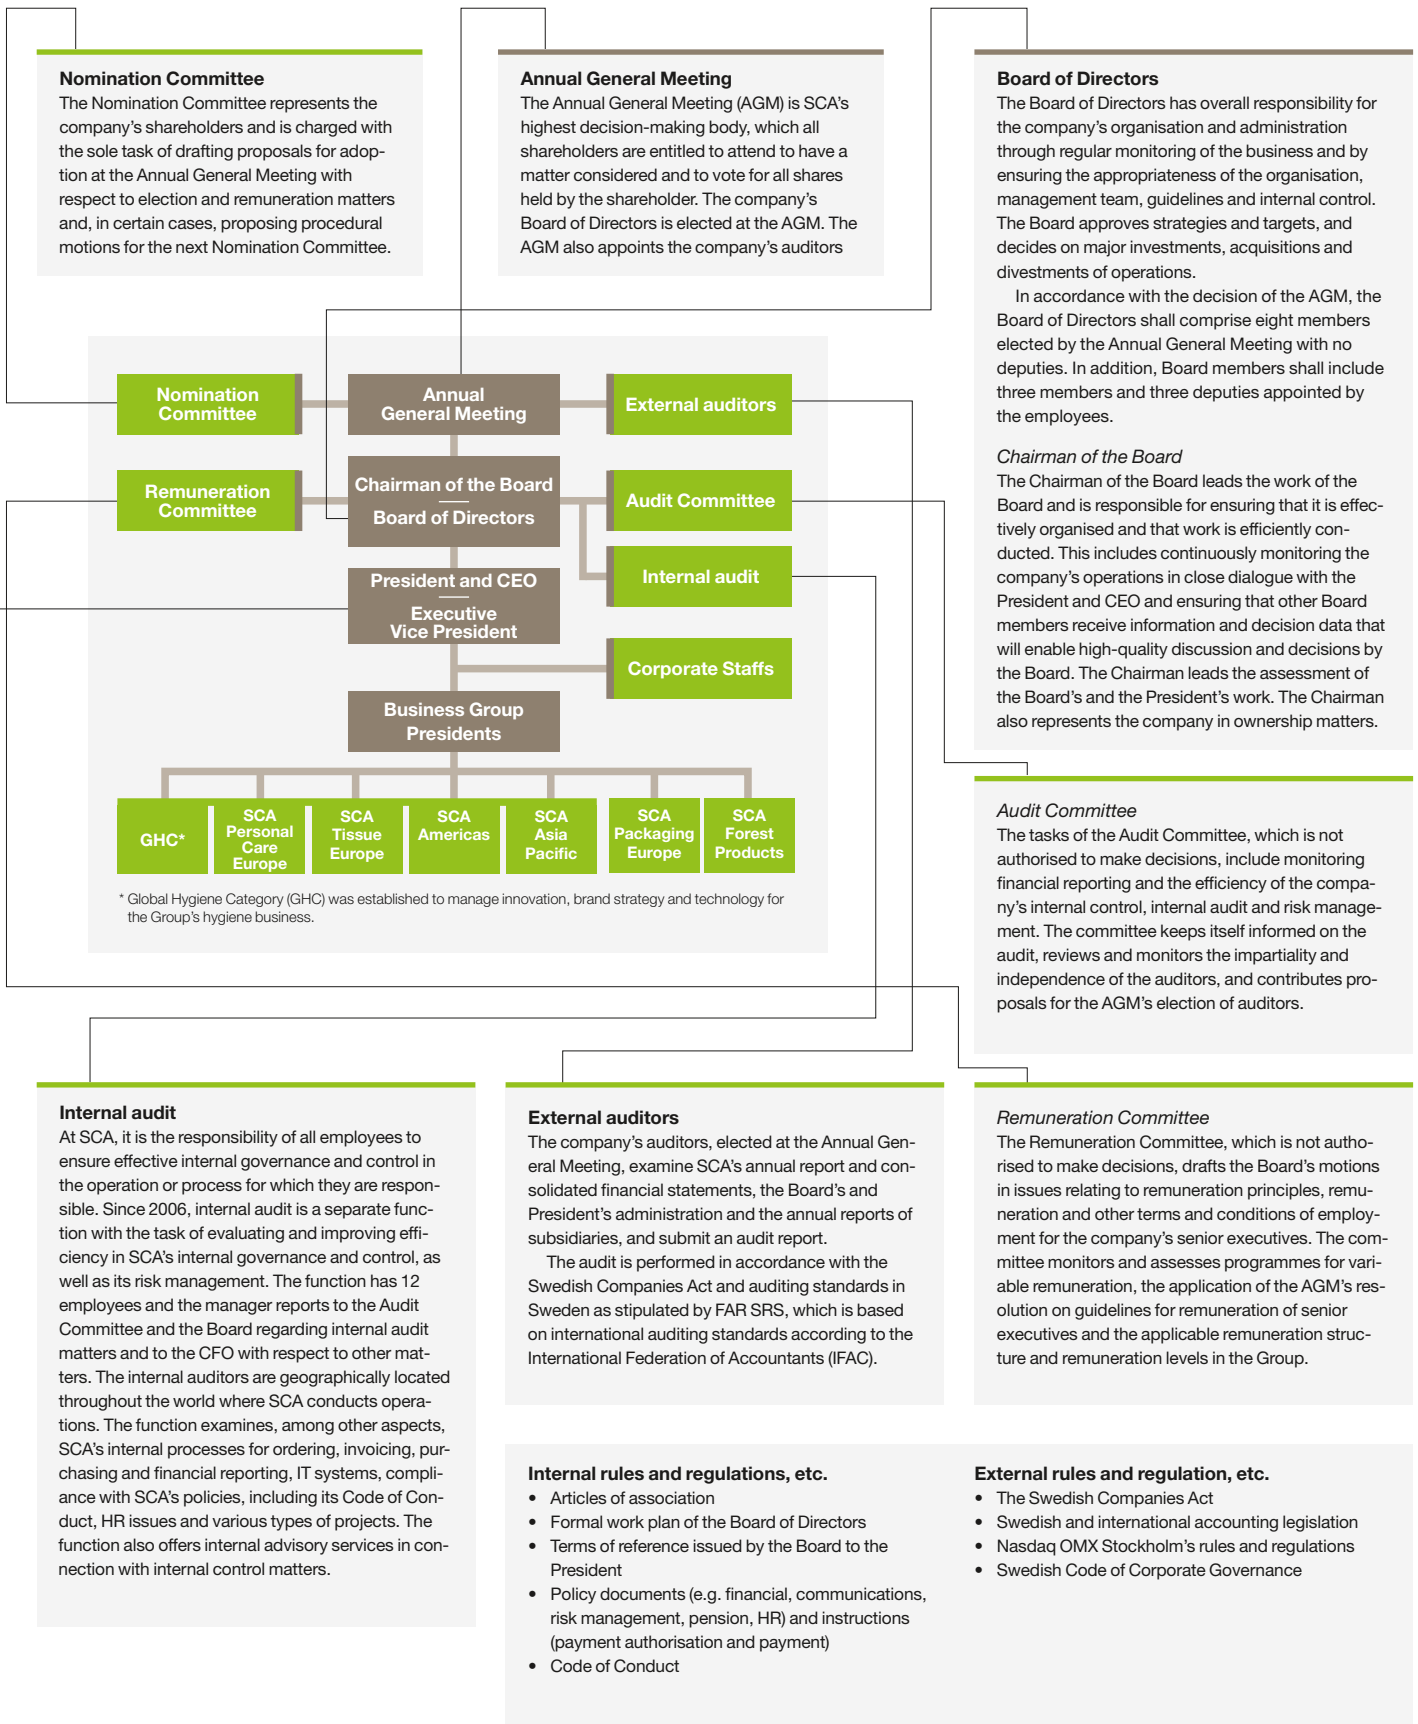 Nomination Committee
The Nomination Committee represents the
company's shareholders and is charged with
the sole task of drafting proposals for adop-
tion at the Annual General Meeting with
respect to election and remuneration matters
and, in certain cases, proposing procedural
motions for the next Nomination Committee.
Annual General Meeting
The Annual General Meeting (AGM) is SCA's
highest decision-making body, which all
shareholders are entitled to attend to have a
matter considered and to vote for all shares
held by the shareholder. The company's
Board of Directors is elected at the AGM. The
AGM also appoints the company's auditors
Board of Directors
The Board of Directors has overall responsibility for
the company's organisation and administration
through regular monitoring of the business and by
ensuring the appropriateness of the organisation,
management team, guidelines and internal control.
The Board approves strategies and targets, and
decides on major investments, acquisitions and
divestments of operations.
In accordance with the decision of the AGM, the
Board of Directors shall comprise eight members
elected by the Annual General Meeting with no
deputies. In addition, Board members shall include
three members and three deputies appointed by
the employees.
Chairman of the Board
The Chairman of the Board leads the work of the
Board and is responsible for ensuring that it is effec-
tively organised and that work is efficiently con-
ducted. This includes continuously monitoring the
company's operations in close dialogue with the
President and CEO and ensuring that other Board
members receive information and decision data that
will enable high-quality discussion and decisions by
the Board. The Chairman leads the assessment of
the Board's and the President's work. The Chairman
also represents the company in ownership matters.
Nomination
Committee
Annual
General Meeting
External auditors
Remuneration
Committee
Chairman of the Board
Board of Directors
Audit Committee
Internal audit
President and CEO
Executive
Vice President
Corporate Staffs
Business Group
Presidents
GHC*
SCA
Personal
Care
Europe
SCA
Tissue
Europe
SCA
Americas
SCA
Asia
Pacific
SCA
Packaging
Europe
SCA
Forest
Products
* Global Hygiene Category (GHC) was established to manage innovation, brand strategy and technology for
the Group's hygiene business.
Audit Committee
The tasks of the Audit Committee, which is not
authorised to make decisions, include monitoring
financial reporting and the efficiency of the compa-
ny's internal control, internal audit and risk manage-
ment. The committee keeps itself informed on the
audit, reviews and monitors the impartiality and
independence of the auditors, and contributes pro-
posals for the AGM's election of auditors.
Internal audit
At SCA, it is the responsibility of all employees to
ensure effective internal governance and control in
the operation or process for which they are respon-
sible. Since 2006, internal audit is a separate func-
tion with the task of evaluating and improving effi-
ciency in SCA's internal governance and control, as
well as its risk management. The function has 12
employees and the manager reports to the Audit
Committee and the Board regarding internal audit
matters and to the CFO with respect to other mat-
ters. The internal auditors are geographically located
throughout the world where SCA conducts opera-
tions. The function examines, among other aspects,
SCA's internal processes for ordering, invoicing, pur-
chasing and financial reporting, IT systems, compli-
ance with SCA's policies, including its Code of Con-
duct, HR issues and various types of projects. The
function also offers internal advisory services in con-
nection with internal control matters.
External auditors
The company's auditors, elected at the Annual Gen-
eral Meeting, examine SCA's annual report and con-
solidated financial statements, the Board's and
President's administration and the annual reports of
subsidiaries, and submit an audit report.
The audit is performed in accordance with the
Swedish Companies Act and auditing standards in
Sweden as stipulated by FAR SRS, which is based
on international auditing standards according to the
International Federation of Accountants (IFAC).
Remuneration Committee
The Remuneration Committee, which is not autho-
rised to make decisions, drafts the Board's motions
in issues relating to remuneration principles, remu-
neration and other terms and conditions of employ-
ment for the company's senior executives. The com-
mittee monitors and assesses programmes for vari-
able remuneration, the application of the AGM's res-
olution on guidelines for remuneration of senior
executives and the applicable remuneration struc-
ture and remuneration levels in the Group.
Internal rules and regulations, etc.
• Articles of association
• Formal work plan of the Board of Directors
• Terms of reference issued by the Board to the
President
• Policy documents (e.g. financial, communications,
risk management, pension, HR) and instructions
(payment authorisation and payment)
• Code of Conduct
External rules and regulation, etc.
• The Swedish Companies Act
• Swedish and international accounting legislation
• Nasdaq OMX Stockholm's rules and regulations
• Swedish Code of Corporate Governance